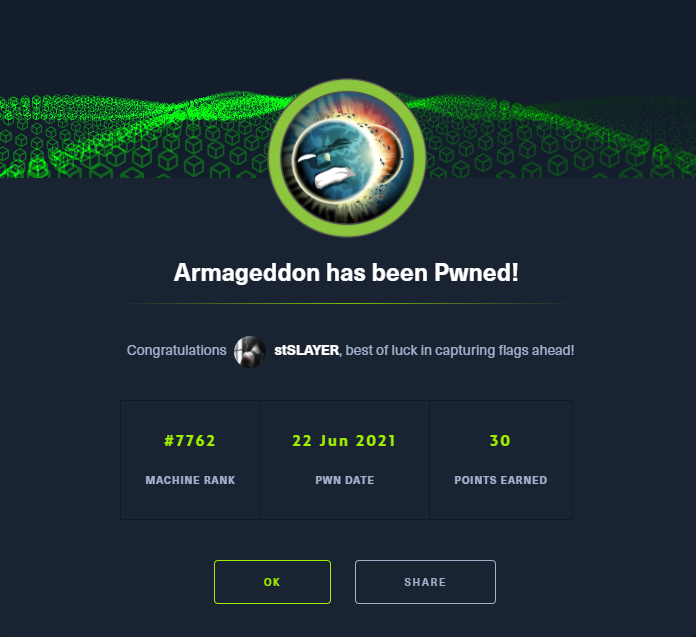 Armageddon has been Pwned!
Congratulations stSLAYER, best of luck in capturing flags ahead!
#7762 22 Jun 2021 30
MACHINE RANK PWN DATE POINTS EARNED
OK SHARE